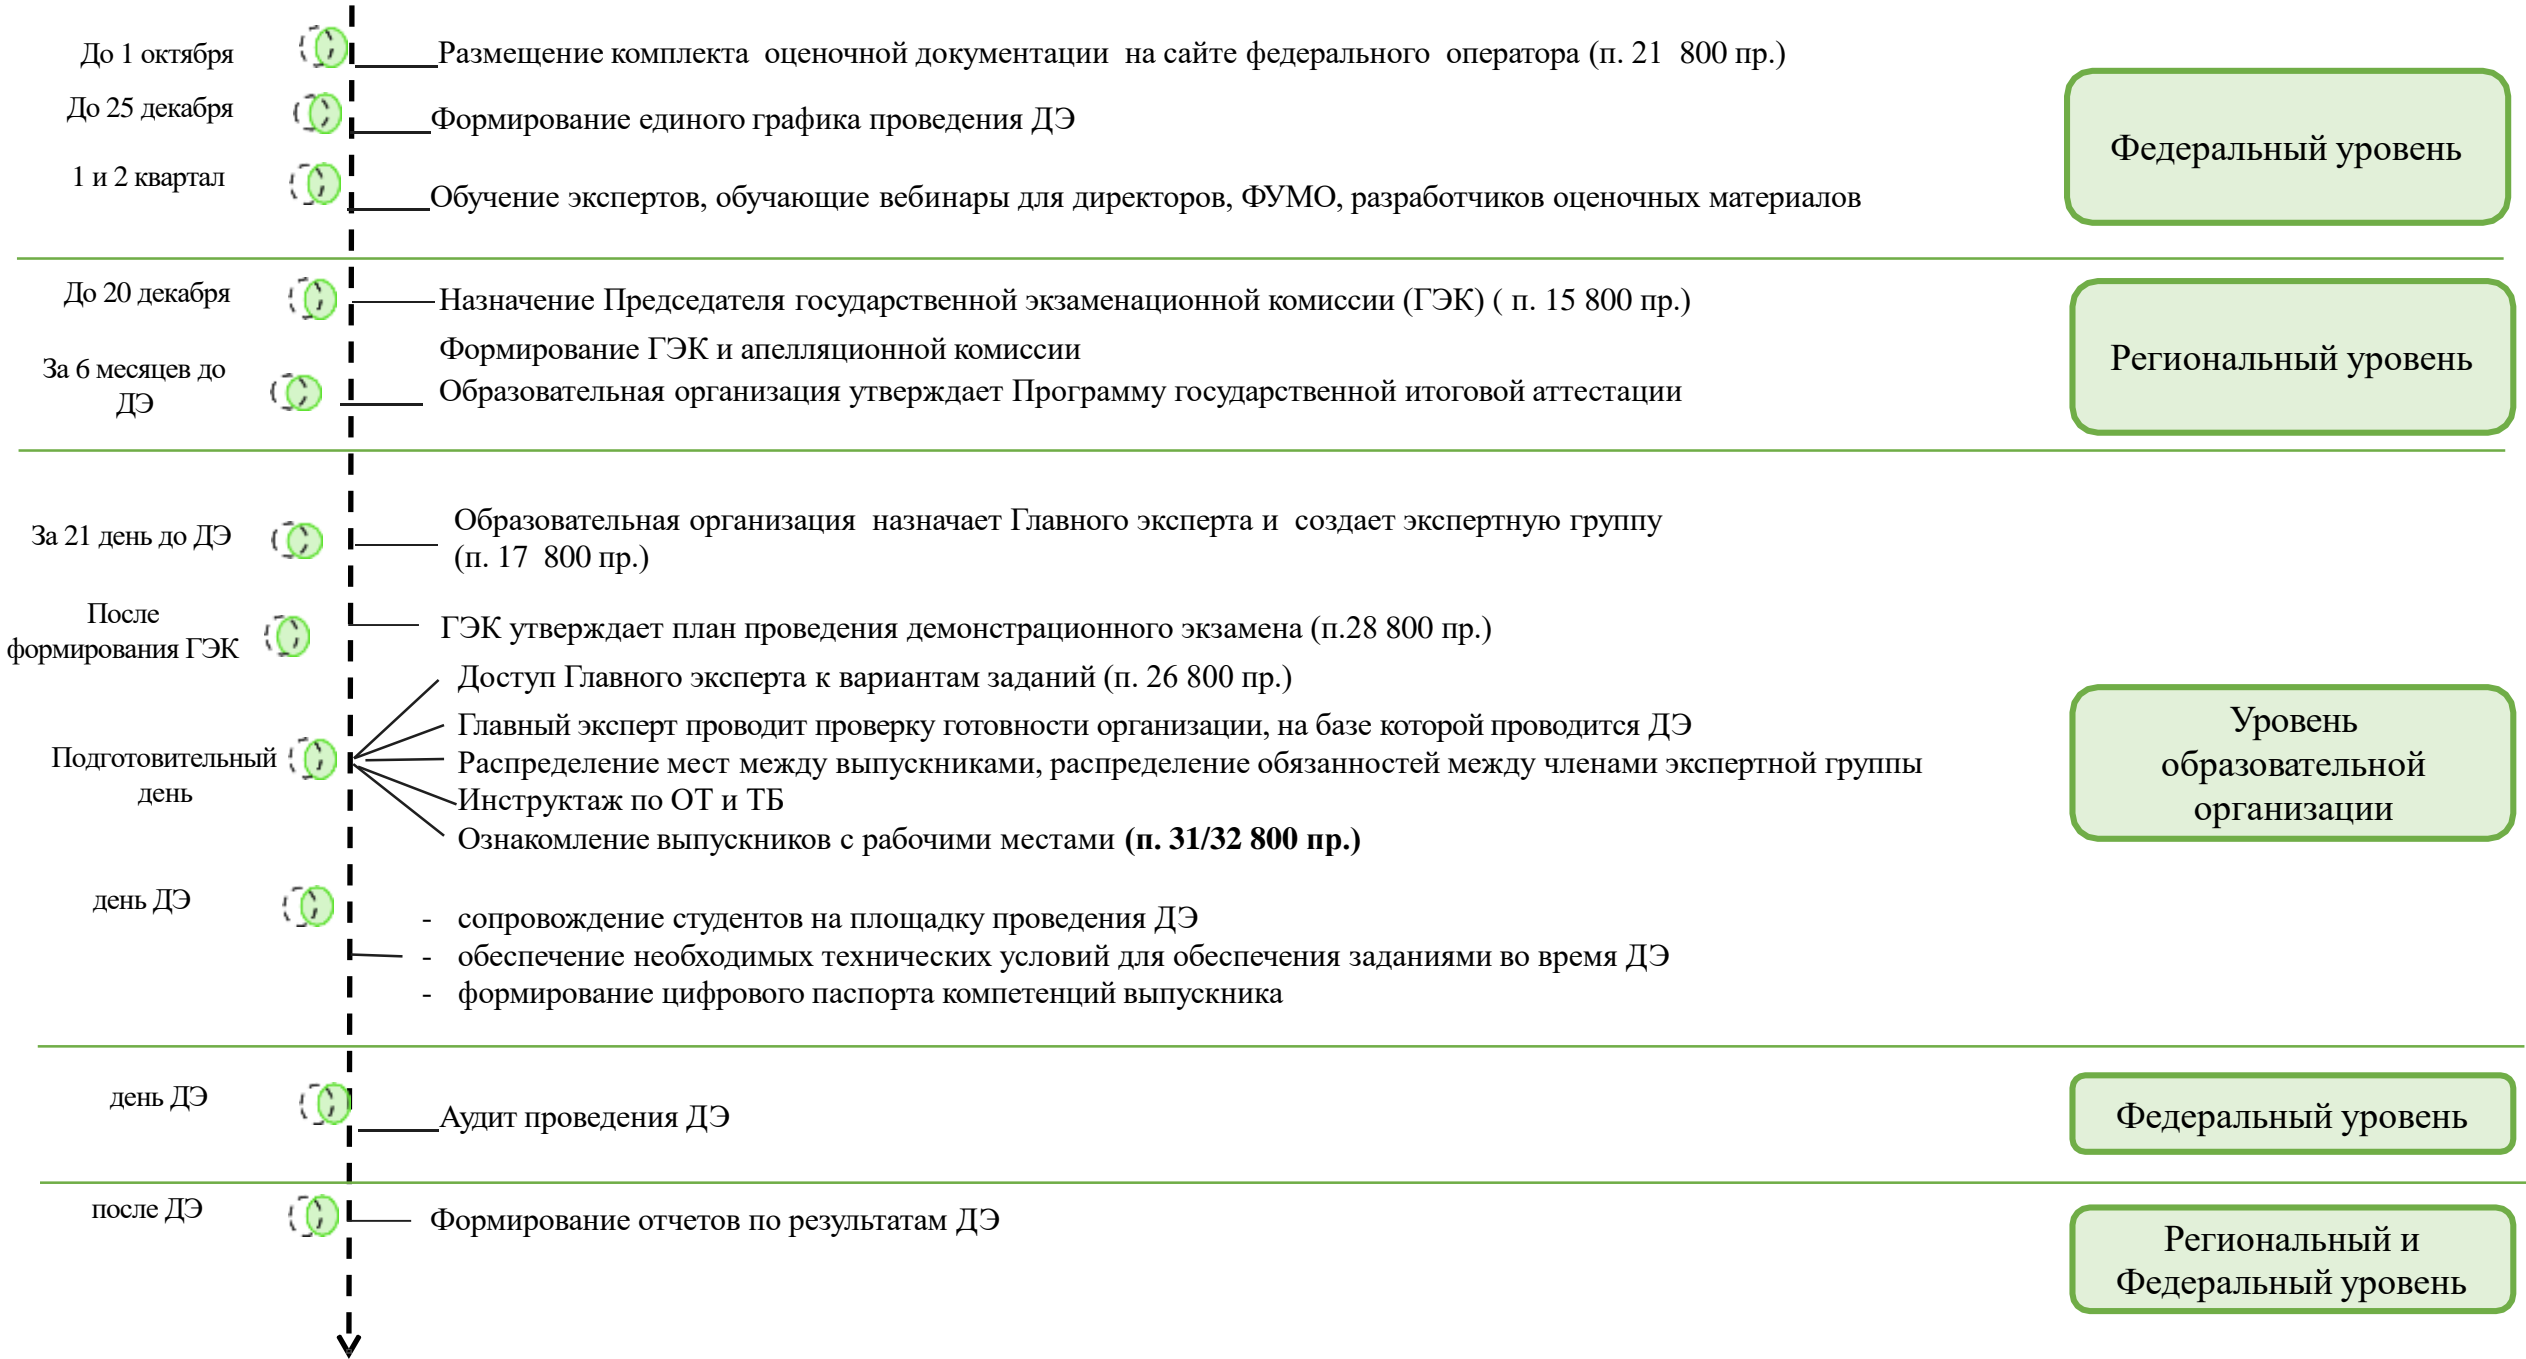 До 1 октября
Размещение комплекта оценочной документации на сайте федерального оператора (п. 21 800 пр.)
До 25 декабря
Формирование единого графика проведения ДЭ
1 и 2 квартал
Обучение экспертов, обучающие вебинары для директоров, ФУМО, разработчиков оценочных материалов
Федеральный уровень
До 20 декабря
Назначение Председателя государственной экзаменационной комиссии (ГЭК) ( п. 15 800 пр.)
За 6 месяцев до
ДЭ
Формирование ГЭК и апелляционной комиссии
Образовательная организация утверждает Программу государственной итоговой аттестации
Региональный уровень
За 21 день до ДЭ
Образовательная организация назначает Главного эксперта и создает экспертную группу
(п. 17 800 пр.)
После
формирования ГЭК
ГЭК утверждает план проведения демонстрационного экзамена (п.28 800 пр.)
Подготовительный
день
Доступ Главного эксперта к вариантам заданий (п. 26 800 пр.)
Главный эксперт проводит проверку готовности организации, на базе которой проводится ДЭ
Распределение мест между выпускниками, распределение обязанностей между членами экспертной группы
Инструктаж по ОТ и ТБ
Ознакомление выпускников с рабочими местами (п. 31/32 800 пр.)
Уровень
образовательной
организации
день ДЭ
- сопровождение студентов на площадку проведения ДЭ
- обеспечение необходимых технических условий для обеспечения заданиями во время ДЭ
- формирование цифрового паспорта компетенций выпускника
день ДЭ
Аудит проведения ДЭ
Федеральный уровень
после ДЭ
Формирование отчетов по результатам ДЭ
Региональный и
Федеральный уровень